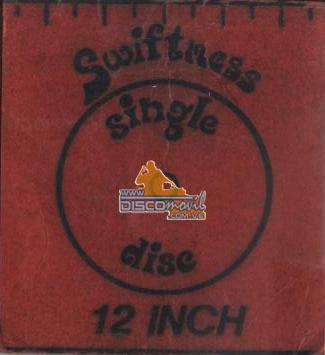 Swiftness
single
WWW.
DISCOmovil
.COM.VE
disc
12 INCH